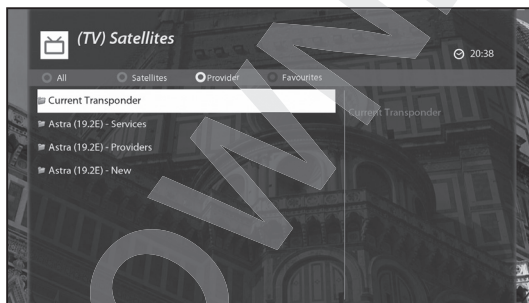 (TV) Satellites
20:38
All Satellites Provider Favourites
Current Transponder
Current Transponder
Astra (19.2E) - Services
Astra (19.2E) - Providers
Astra (19.2E) - New